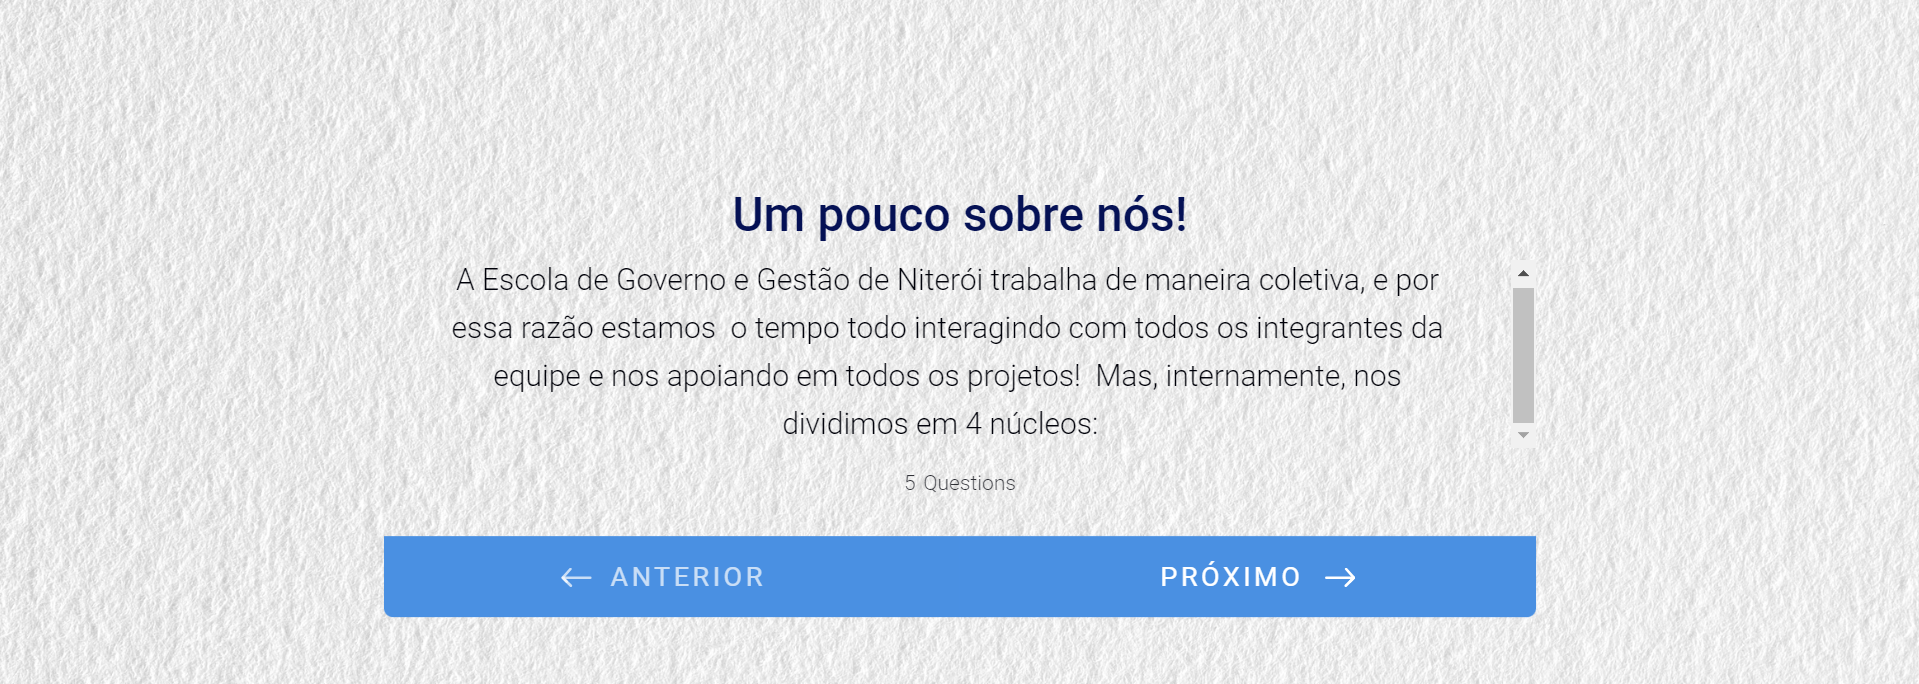 Um pouco sobre nós!
A Escola de Governo e Gestão de Niterói trabalha de maneira coletiva, e por
essa razão estamos  o tempo todo interagindo com todos os integrantes da
equipe e nos apoiando em todos os projetos!  Mas, internamente, nos
dividimos em 4 núcleos:
5 Questions
← ANTERIOR
PRÓXIMO →